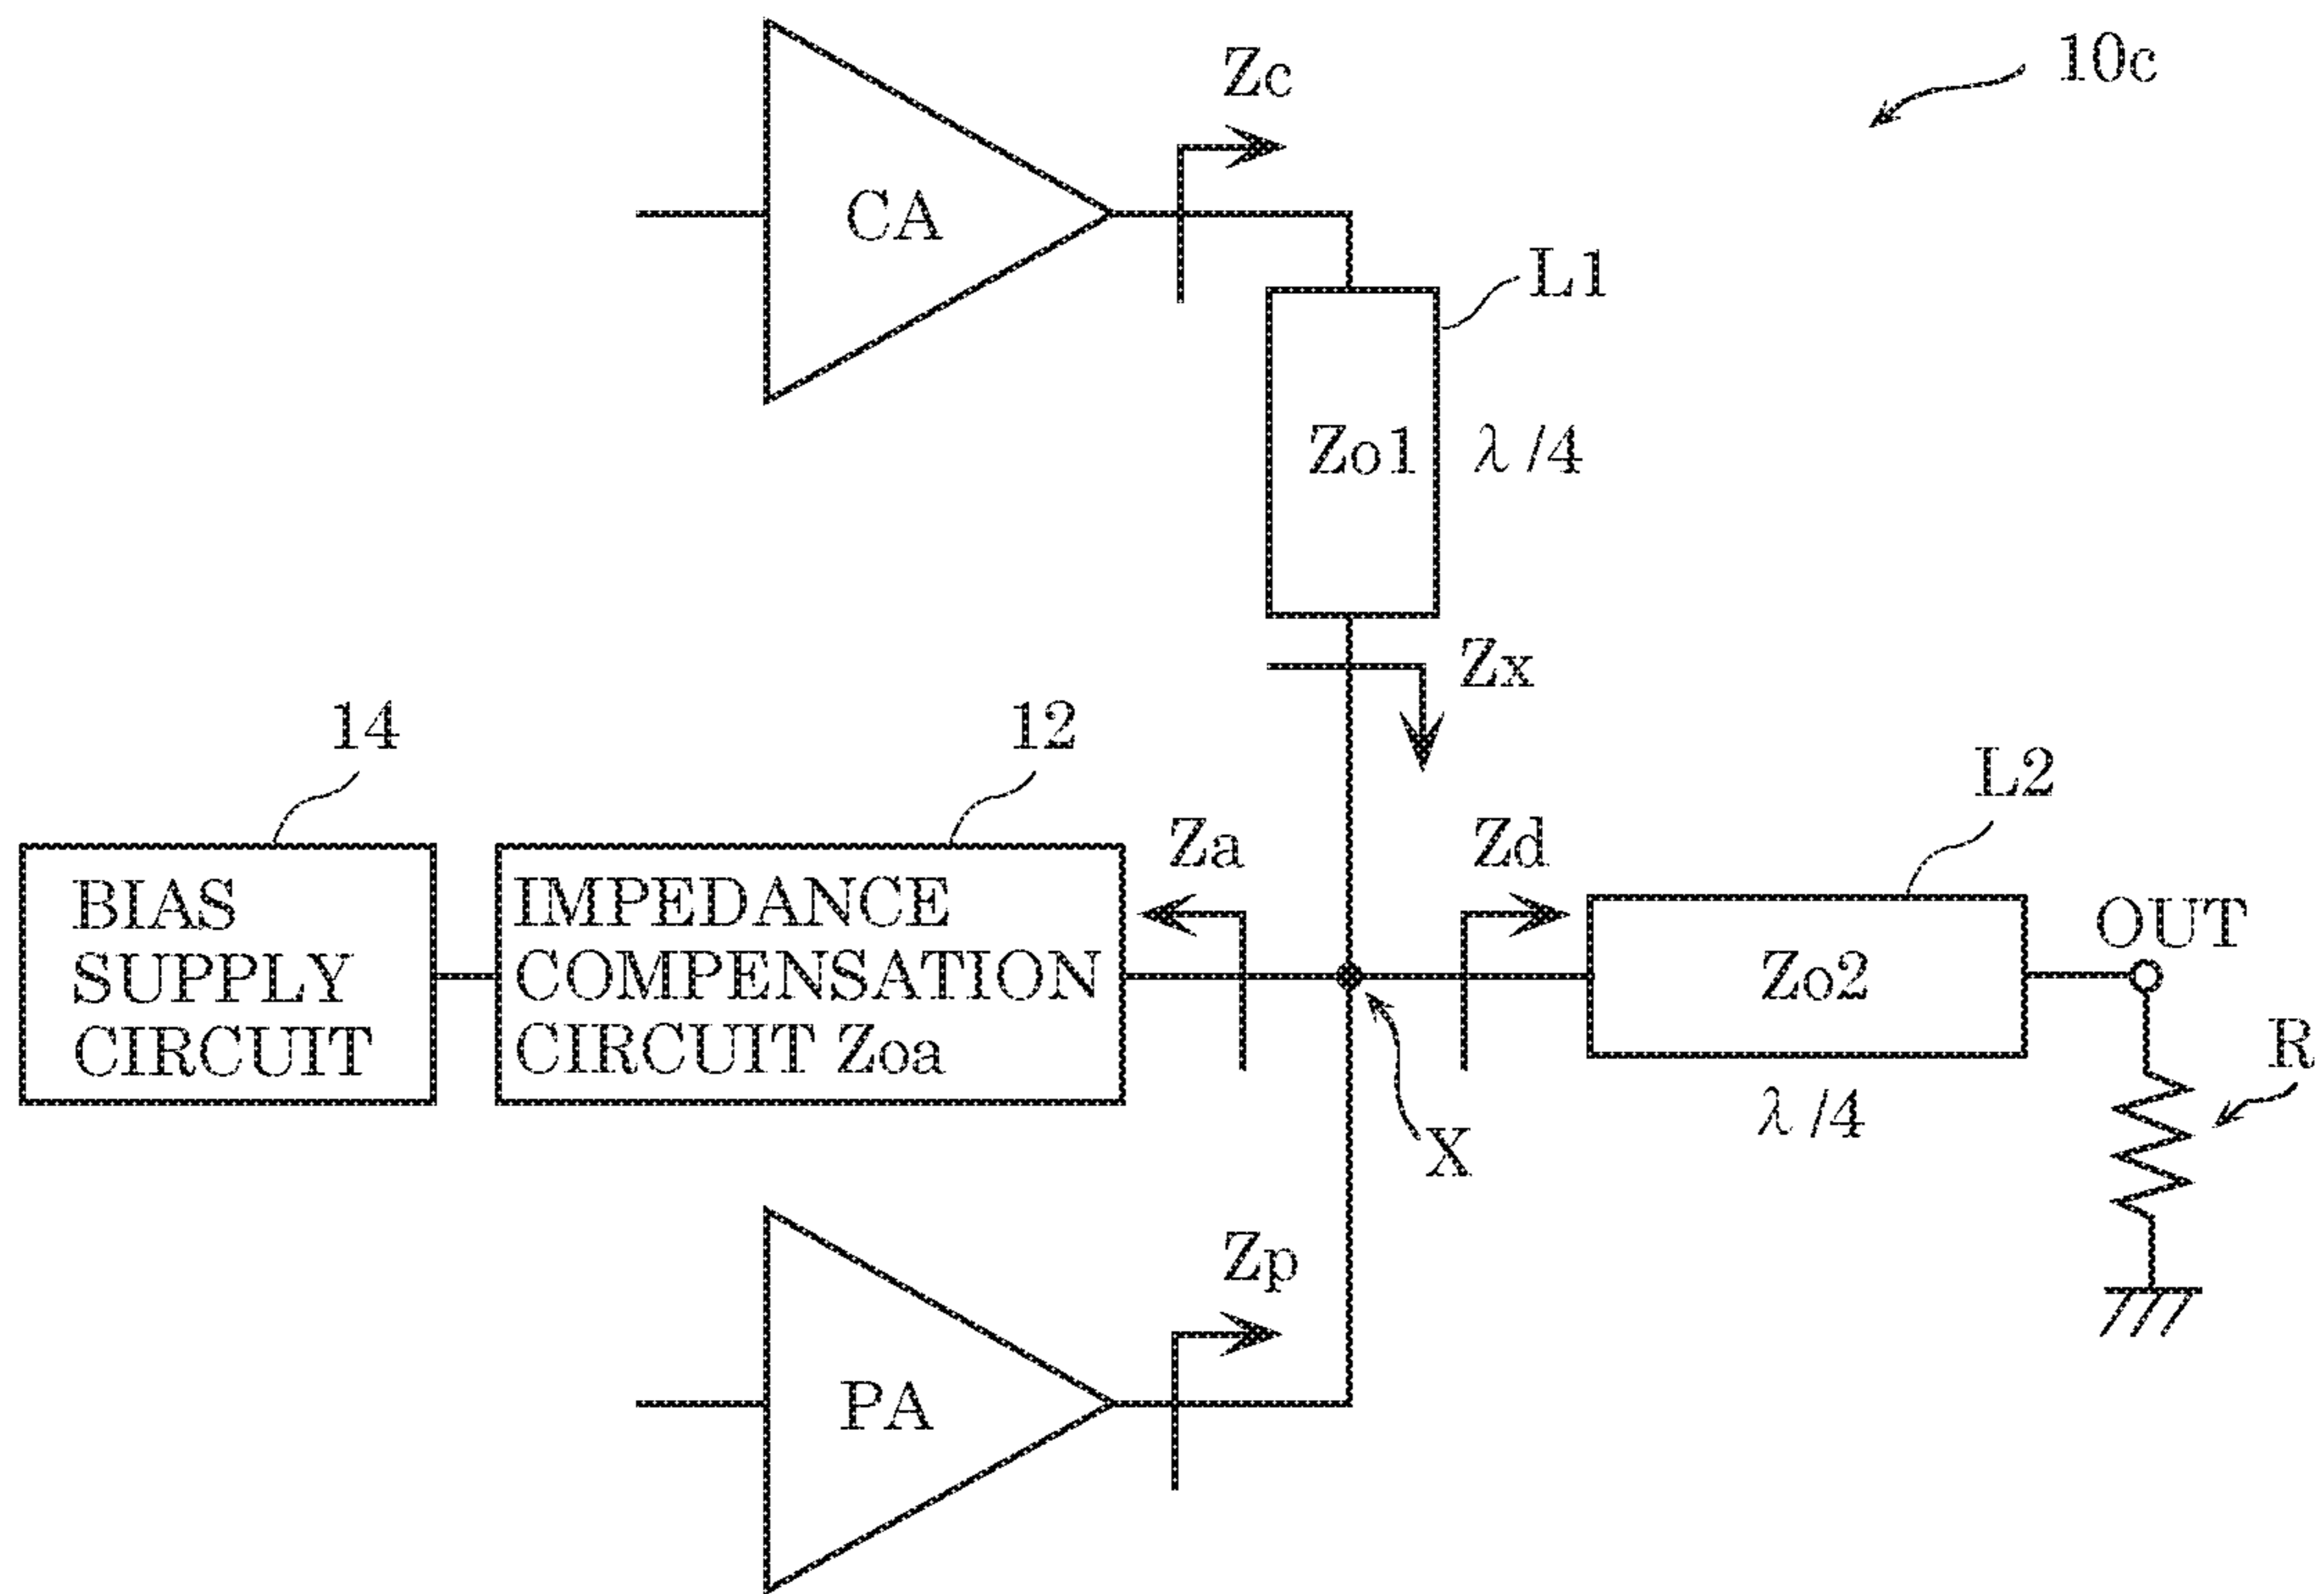 10c
Zc
CA
L1
Zo1
λ/4
Zx
14
12
L2
Za
Zd
BIAS
SUPPLY
CIRCUIT
IMPEDANCE
COMPENSATION
CIRCUIT Zoa
Zo2
OUT
R
λ/4
X
Zp
PA